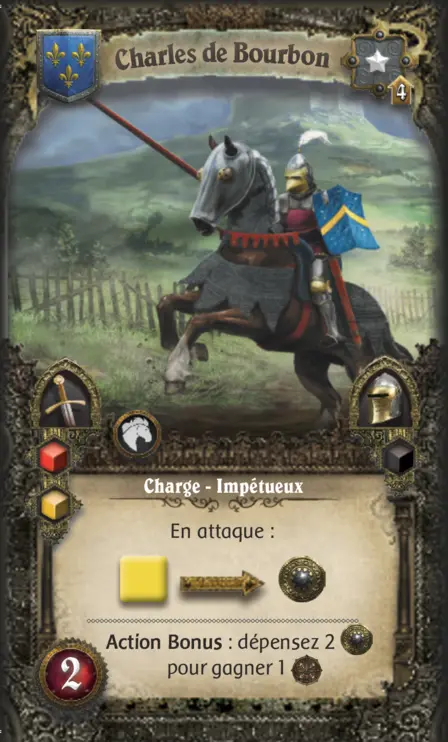 Charles de Bourbon
4
Charge - Impétueux
En attaque :
Action Bonus : dépensez 2
pour gagner 1
2